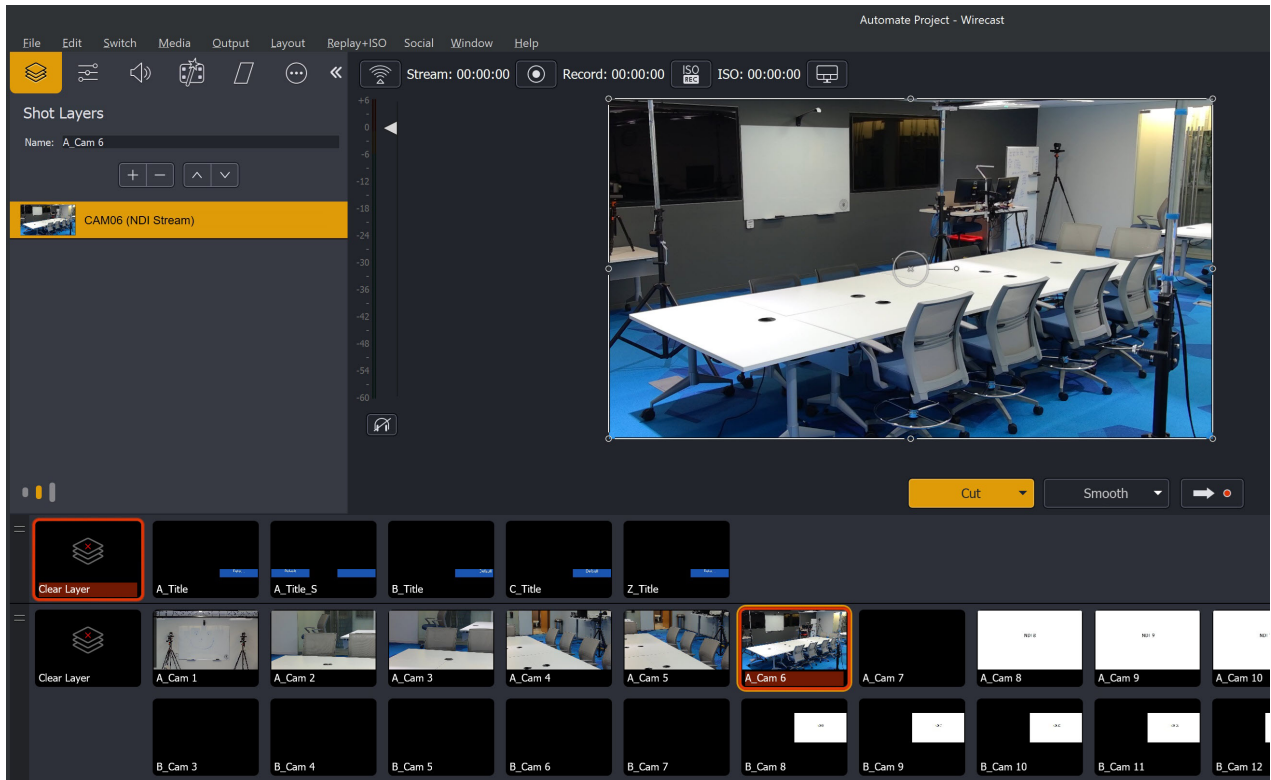 Automate Project - Wirecast
File Edit Switch Media Output Layout Replay+ISO Social Window Help
Stream: 00:00:00 Record: 00:00:00 ISO REC ISO: 00:00:00
Shot Layers
Name: A_Cam 6
CAM06 (NDI Stream)
+6
0
-6
-12
-18
-24
-30
-36
-42
-48
-54
-60
Cut Smooth
Clear Layer A_Title A_Title_S B_Title C_Title Z_Title
NDI 8 NDI 9 NDI
Clear Layer A_Cam 1 A_Cam 2 A_Cam 3 A_Cam 4 A_Cam 5 A_Cam 6 A_Cam 7 A_Cam 8 A_Cam 9 A_Cam 10
B_Cam 3 B_Cam 4 B_Cam 5 B_Cam 6 B_Cam 7 B_Cam 8 B_Cam 9 B_Cam 10 B_Cam 11 B_Cam 12